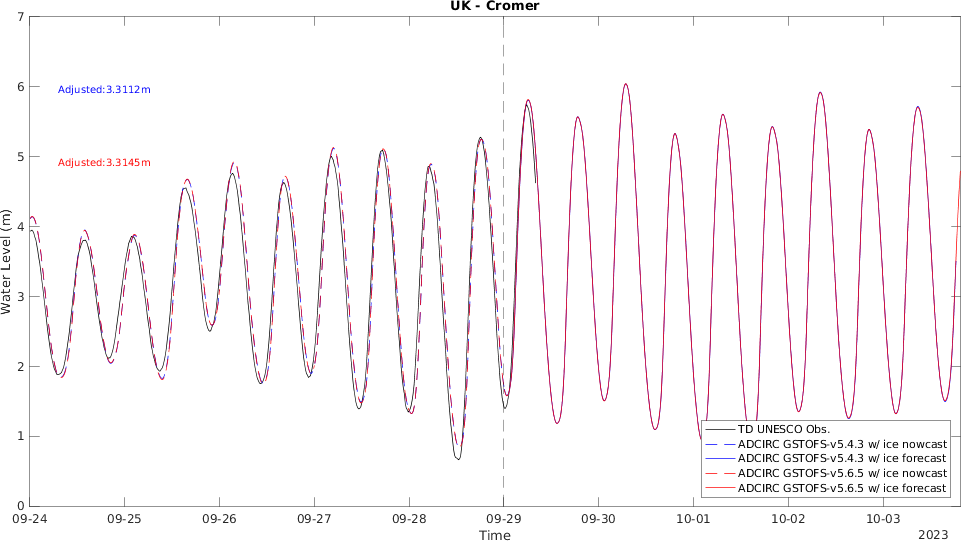 UK - Cromer
7
6
5
4
3
2
1
0
Water Level (m)
Adjusted:3.3112m
Adjusted:3.3145m
TD UNESCO Obs.
ADCIRC GSTOFS-v5.4.3 w/ ice nowcast
ADCIRC GSTOFS-v5.4.3 w/ ice forecast
ADCIRC GSTOFS-v5.6.5 w/ ice nowcast
ADCIRC GSTOFS-v5.6.5 w/ ice forecast
09-24 09-25 09-26 09-27 09-28 09-29 09-30 10-01 10-02 10-03
Time
2023